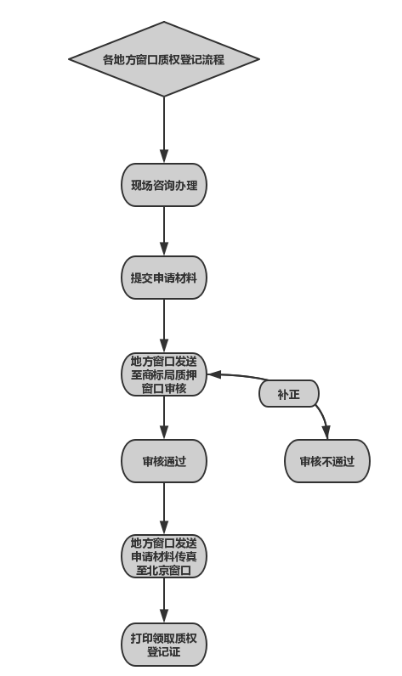 各地方窗口质权登记流程
现场咨询办理
提交申请材料
地方窗口发送
至商标局质押
窗口审核
补正
审核通过
审核不通过
地方窗口发送
申请材料传真
至北京窗口
打印领取质权
登记证